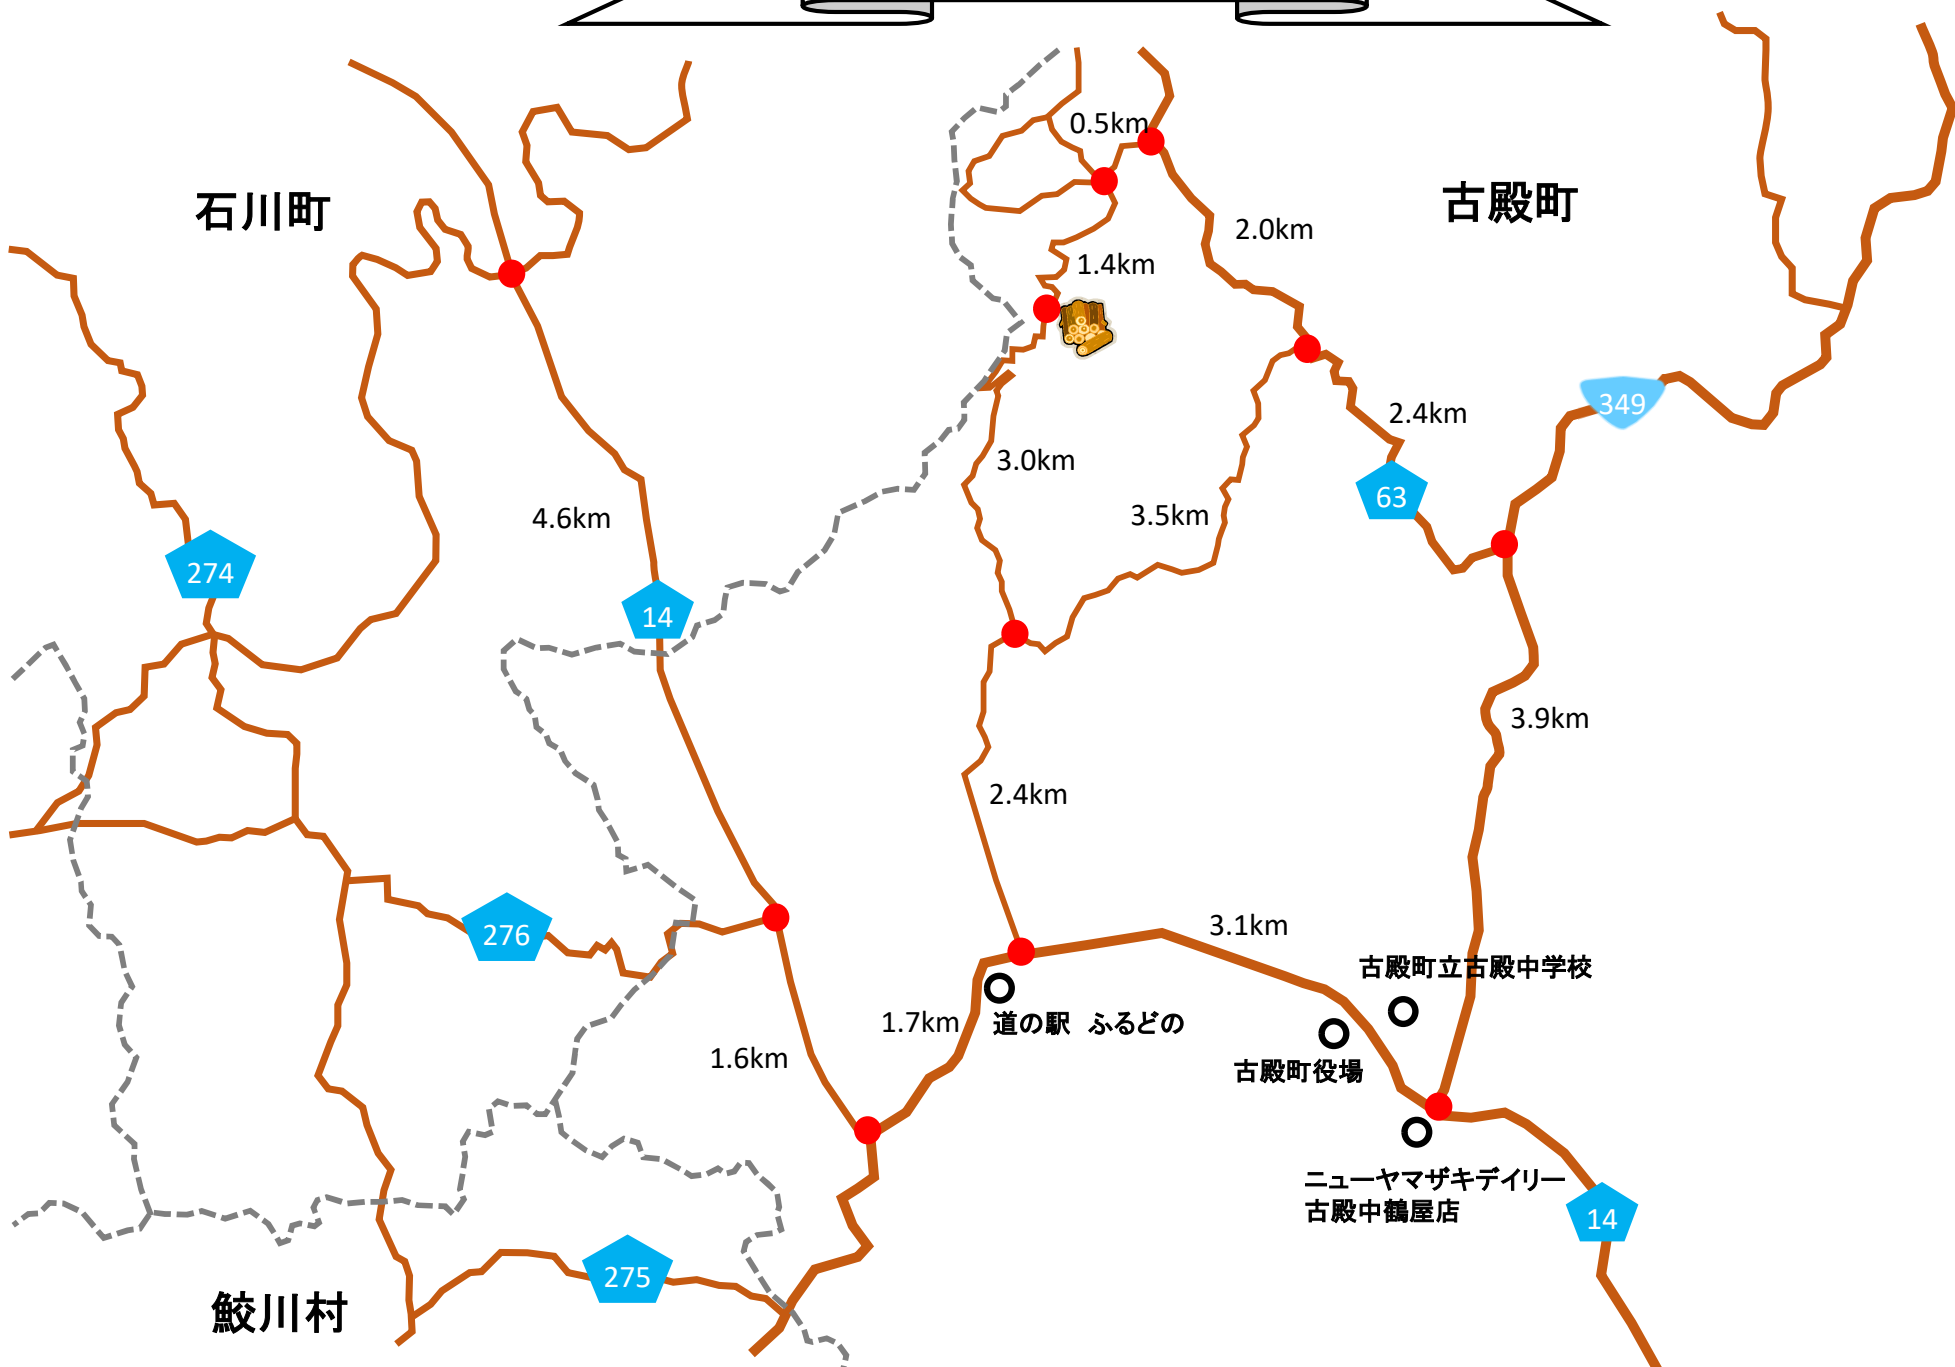 0.5km
石川町
古殿町
2.0km
1.4km
349
2.4km
3.0km
63
3.5km
4.6km
274
14
3.9km
2.4km
3.1km
276
古殿町立古殿中学校
1.7km
道の駅　ふるどの
1.6km
古殿町役場
ニューヤマザキデイリー
古殿中鶴屋店
14
275
鮫川村